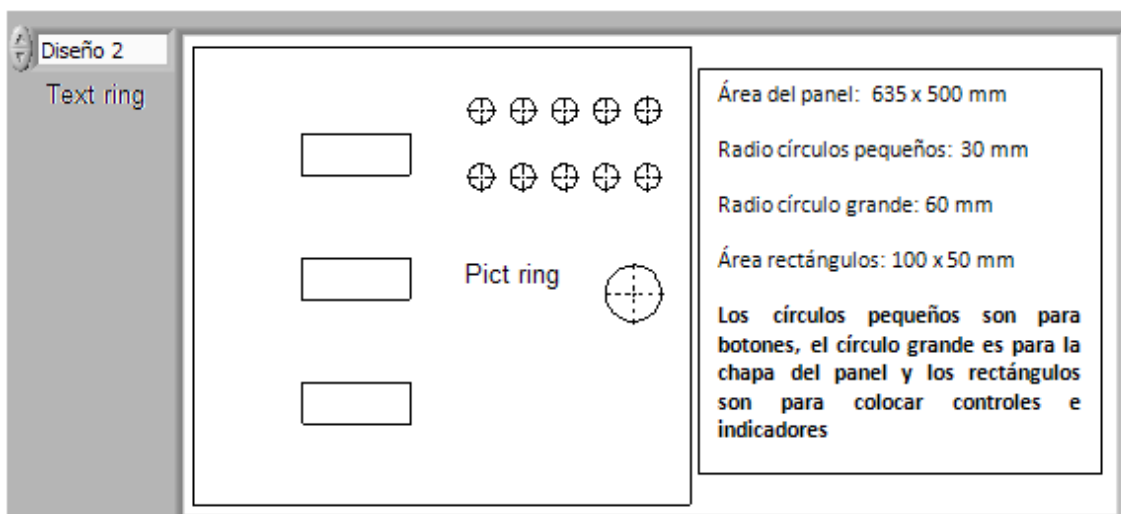 Diseño 2
Text ring
Pict ring
Área del panel: 635 x 500 mm
Radio círculos pequeños: 30 mm
Radio círculo grande: 60 mm
Área rectángulos: 100 x 50 mm
Los círculos pequeños son para
botones, el círculo grande es para la
chapa del panel y los rectángulos
son para colocar controles e
indicadores